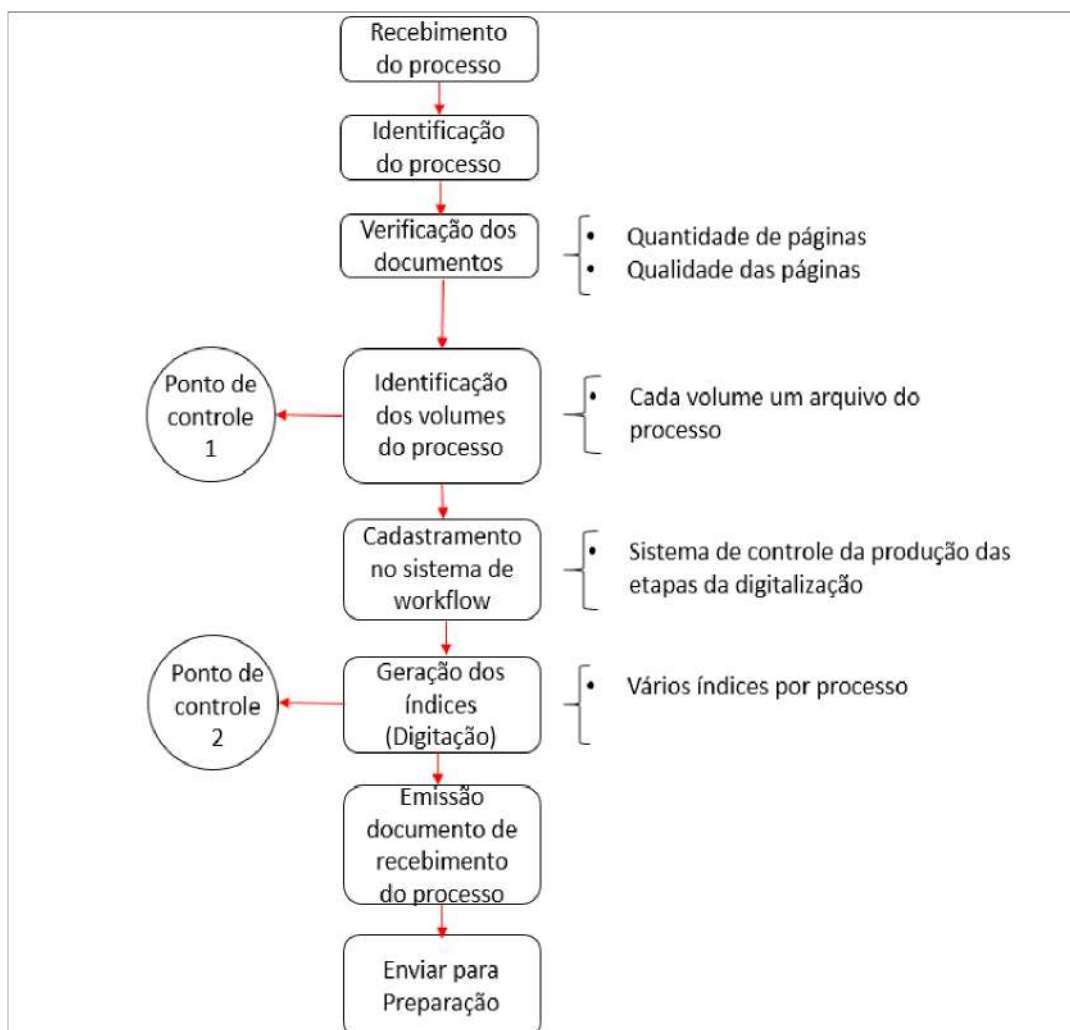 Recebimento
do processo
Identificação
do processo
Verificação dos
documentos
• Quantidade de páginas
• Qualidade das páginas
Ponto de
controle
1
Identificação
dos volumes
do processo
• Cada volume um arquivo do
processo
Cadastramento
no sistema de
workflow
• Sistema de controle da produção das
etapas da digitalização
Ponto de
controle
2
Geração dos
índices
(Digitação)
• Vários índices por processo
Emissão
documento de
recebimento
do processo
Enviar para
Preparação